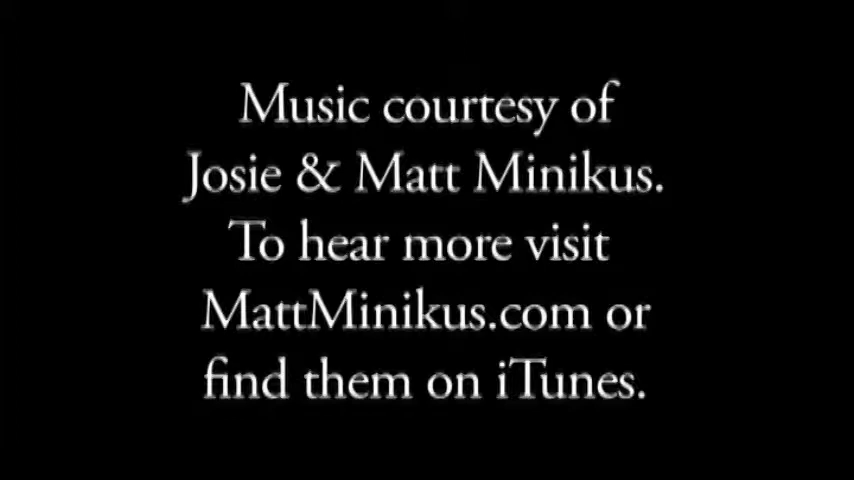 Music courtesy of
Josie & Matt Minikus.
To hear more visit
MattMinikus.com or
find them on iTunes.